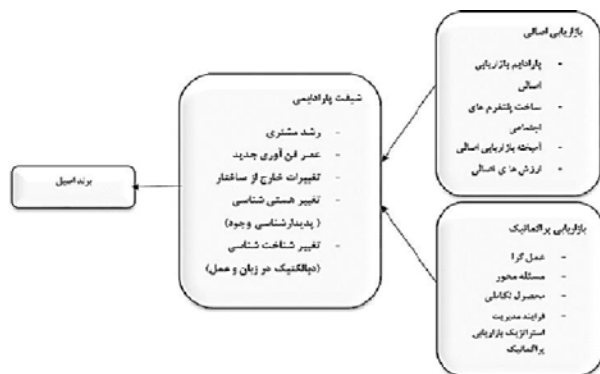 بازاریابی اصالی
- پارادایم بازاریابی
اصالی
- ساخت پلتفرم های
اجتماعی
- آمیخته بازاریابی اصالی
- ارزش های اصالی
شیفت پارادایمی
- رشد مشتری
- عصر فن آوری جدید
- تغییرات خارج از ساختار
- تغییر هستی شناسی
(پدیدارشناسی وجود)
- تغییر شناخت شناسی
(دیالکتیک در زبان و عمل)
برند اصیل
بازاریابی پراگماتیک
- عمل گرا
- مسئله محور
- محصول تکاملی
- فرایند مدیریت
استراتژیک بازاریابی
پراگماتیک